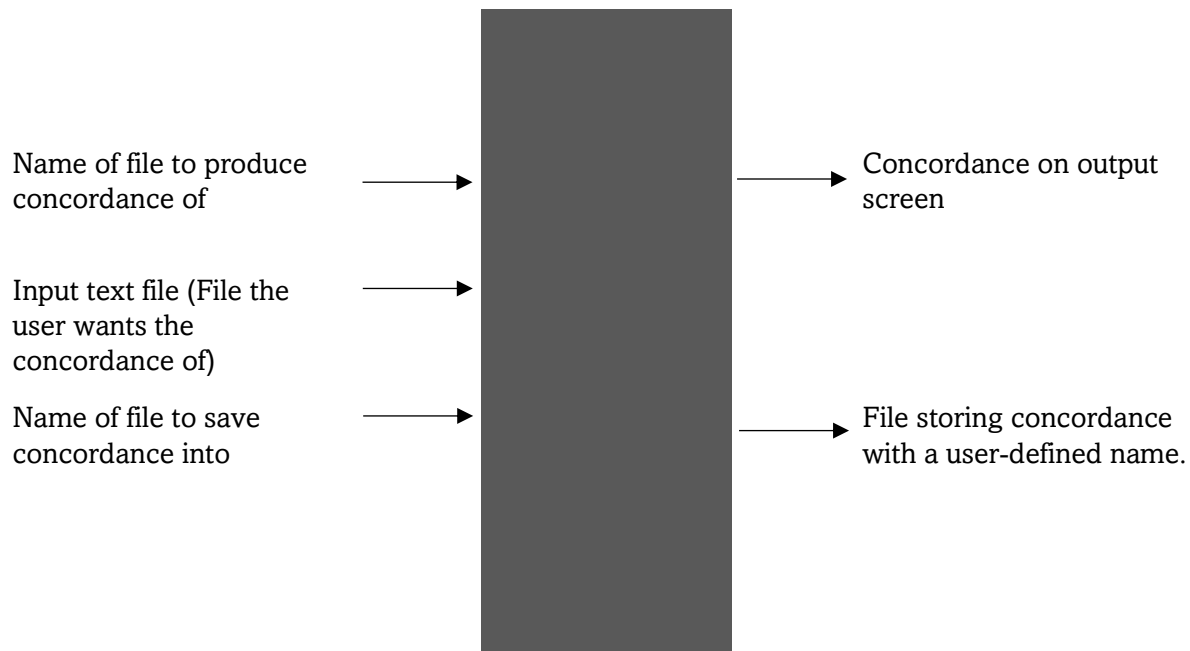 Name of file to produce
concordance of
Concordance on output
screen
Input text file (File the
user wants the
concordance of)
Name of file to save
concordance into
File storing concordance
with a user-defined name.